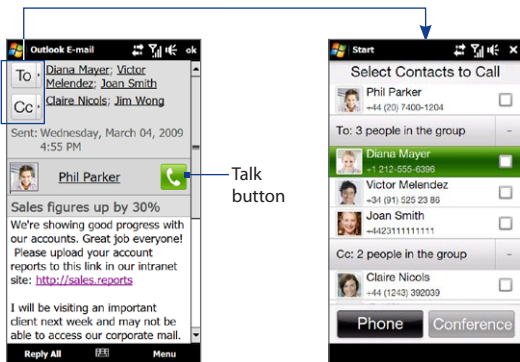 Outlook E-mail ok
To Diana Mayer; Victor
Melendez; Joan Smith
Cc Claire Nicols; Jim Wong
Sent: Wednesday, March 04, 2009
4:55 PM
Phil Parker
Sales figures up by 30%
We're showing good progress with
our accounts. Great job everyone!
Please upload your account
reports to this link in our intranet
site: http://sales.reports
I will be visiting an important
client next week and may not be
able to access our corporate mail.
Reply All Menu
Talk
button
Start
Select Contacts to Call
Phil Parker
+44 (20) 7400-1204
To: 3 people in the group
Diana Mayer
+1 212-555-6396
Victor Melendez
+34 (91) 525 23 86
Joan Smith
+4423111111111
Cc: 2 people in the group
Claire Nicols
+44 (1243) 392039
Phone Conference